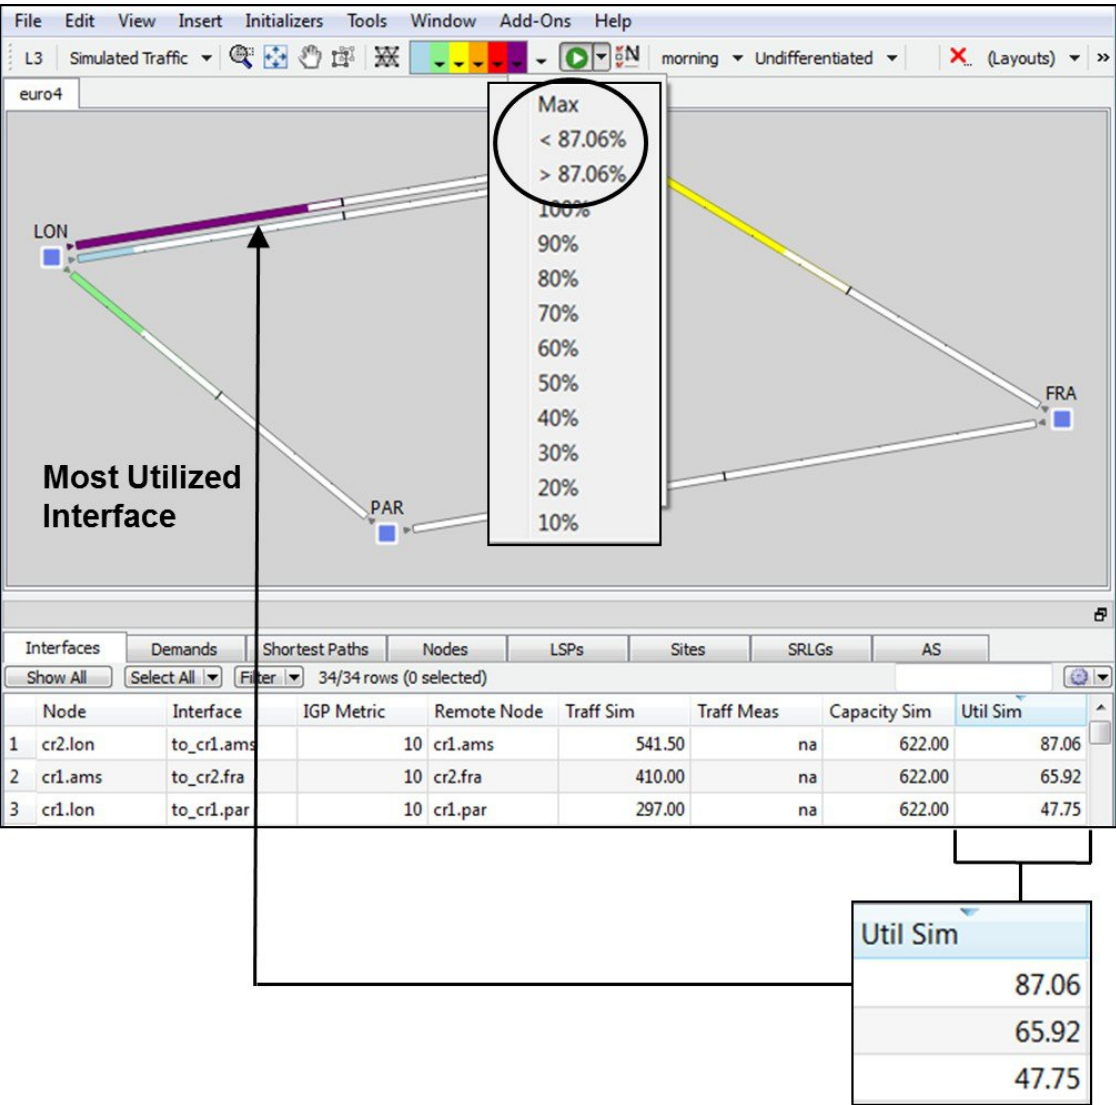 File Edit View Insert Initializers Tools Window Add-Ons Help
L3 Simulated Traffic morning Undifferentiated (Layouts) »
euro4
Max
< 87.06%
> 87.06%
100%
90%
80%
70%
60%
50%
40%
30%
20%
10%
LON
FRA
Most Utilized
Interface
PAR
Interfaces Demands Shortest Paths Nodes LSPs Sites SRLGs AS
Show All Select All Filter 34/34 rows (0 selected)
Node Interface IGP Metric Remote Node Traff Sim Traff Meas Capacity Sim Util Sim
1 cr2.lon to_cr1.ams 10 cr1.ams 541.50 na 622.00 87.06
2 cr1.ams to_cr2.fra 10 cr2.fra 410.00 na 622.00 65.92
3 cr1.lon to_cr1.par 10 cr1.par 297.00 na 622.00 47.75
Util Sim
87.06
65.92
47.75